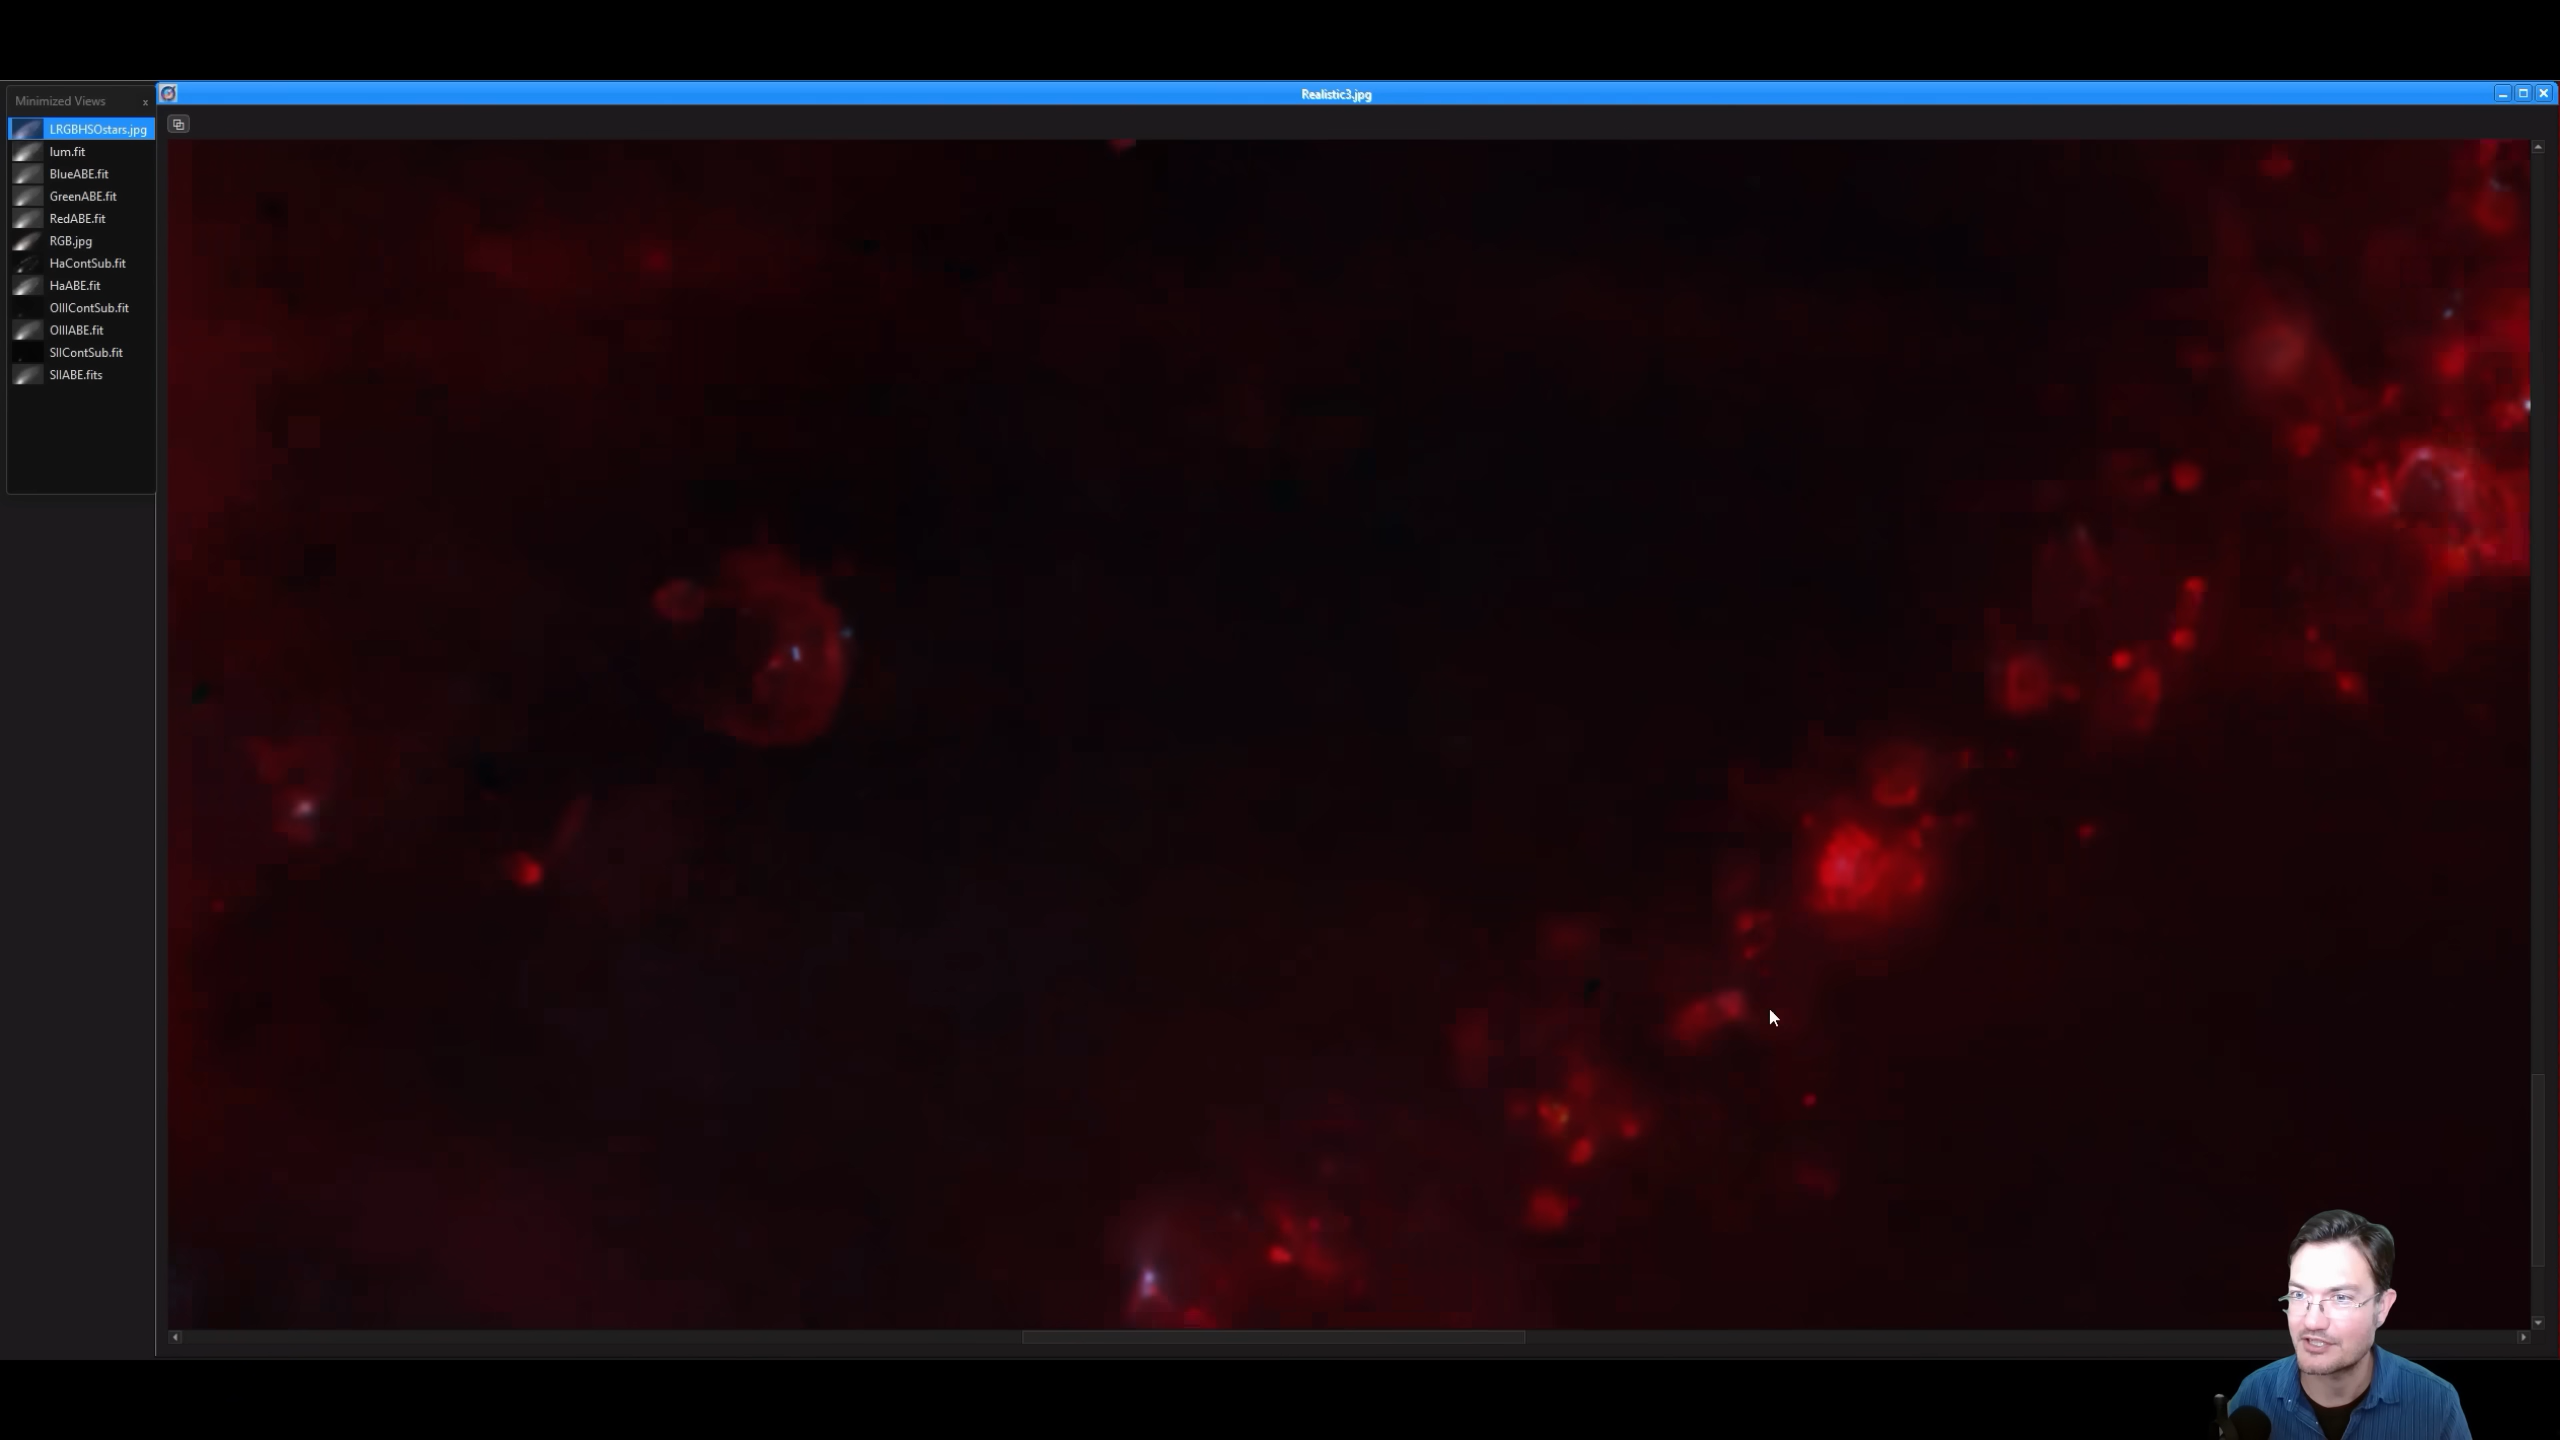 Realistic3.jpg
Minimized Views x
LRGBHSOstars.jpg
lum.fit
BlueABE.fit
GreenABE.fit
RedABE.fit
RGB.jpg
HaContSub.fit
HaABE.fit
OIIIContSub.fit
OIIIABE.fit
SIIContSub.fit
SIIABE.fits